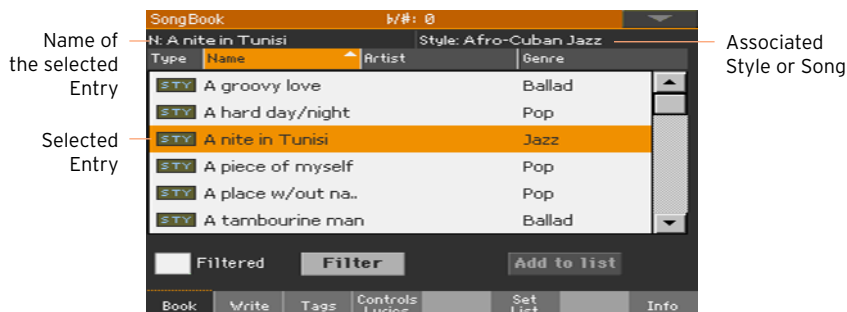 SongBook ♭/#: 0
Name of the selected Entry
N: A nite in Tunisi Style: Afro-Cuban Jazz
Associated Style or Song
Type Name Artist Genre
STY A groovy love Ballad
STY A hard day/night Pop
Selected Entry
STY A nite in Tunisi Jazz
STY A piece of myself Pop
STY A place w/out na.. Pop
STY A tambourine man Ballad
Filtered Filter Add to list
Book Write Tags Controls Lyrics Set List Info